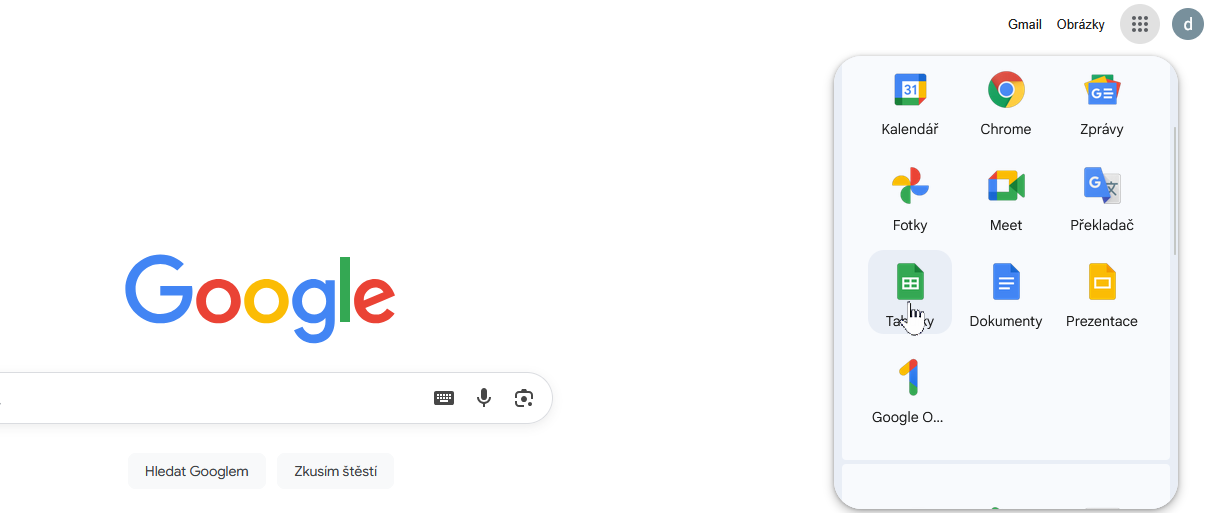 Gmail Obrázky d
Google
Hledat Googlem Zkusím štěstí
31
Kalendář Chrome Zprávy
Fotky Meet Překladač
Dokumenty Prezentace
Google O...